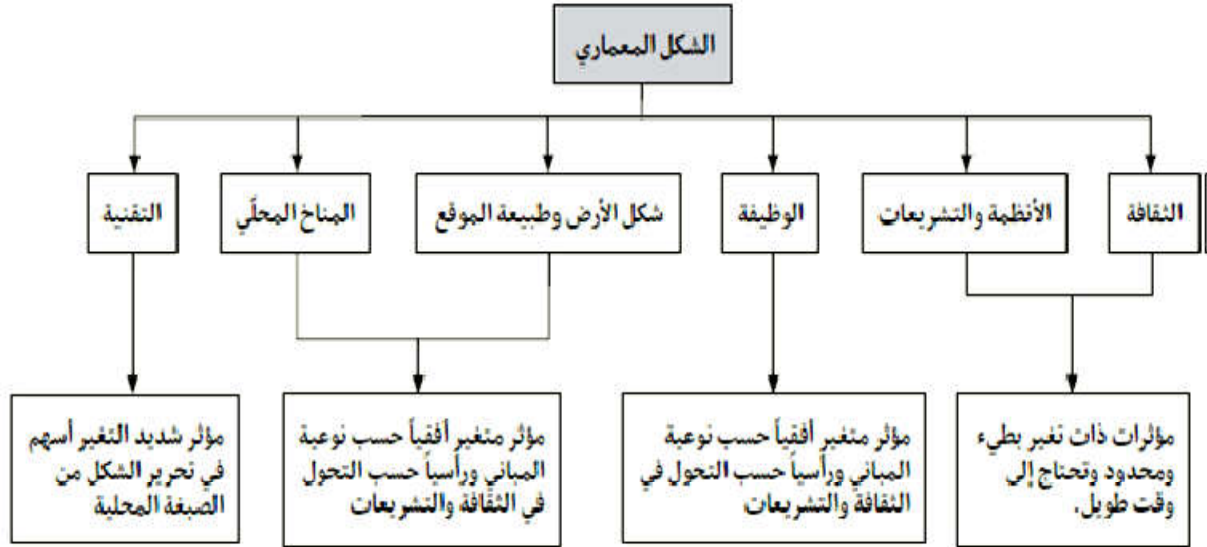 الشكل المعماري
الثقافة
الأنظمة والتشريعات
الوظيفة
شكل الأرض وطبيعة الموقع
المناخ المحلّي
التقنية
مؤثرات ذات تغير بطيء
ومحدود وتحتاج إلى
وقت طويل.
مؤثر متغير أفقياً حسب نوعية
المباني ورأسياً حسب التحول في
الثقافة والتشريعات
مؤثر متغير أفقياً حسب نوعية
المباني ورأسياً حسب التحول
في الثقافة والتشريعات
مؤثر شديد التغير أسهم
في تحرير الشكل من
الصبغة المحلية